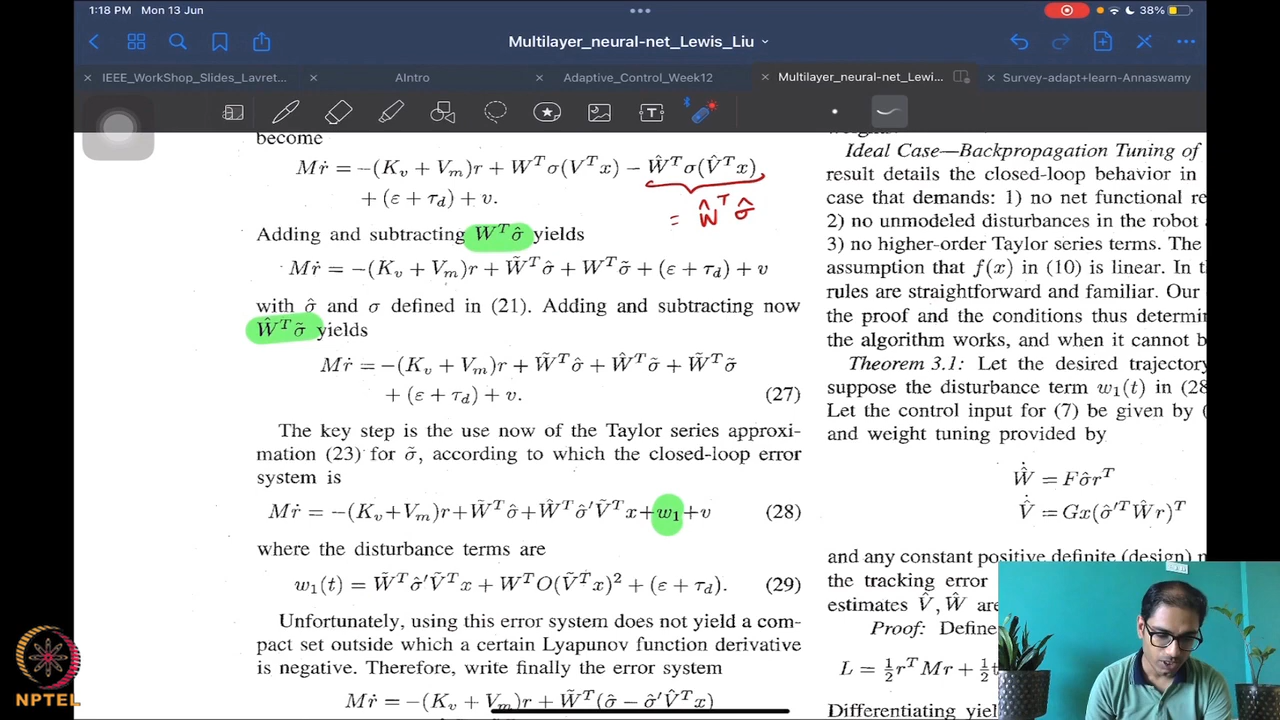 1:18 PM Mon 13 Jun
38%
Multilayer_neural-net_Lewis_Liu
IEEE_WorkShop_Slides_Lavret...
AIntro
Adaptive_Control_Week12
Multilayer_neural-net_Lewi...
Survey-adapt+learn-Annaswamy
become
Mṙ = −(K_v + V_m)r + W^T σ(V^T x) − Ŵ^T σ(V̂^T x)
+ (ε + τ_d) + v.
= Ŵ^T σ̂
Adding and subtracting W^T σ̂ yields
Mṙ = −(K_v + V_m)r + W̃^T σ̂ + W^T σ̃ + (ε + τ_d) + v
with σ̂ and σ defined in (21). Adding and subtracting now
Ŵ^T σ̃ yields
Mṙ = −(K_v + V_m)r + W̃^T σ̂ + Ŵ^T σ̃ + W̃^T σ̃
+ (ε + τ_d) + v. (27)
The key step is the use now of the Taylor series approxi-
mation (23) for σ̃, according to which the closed-loop error
system is
Mṙ = −(K_v+V_m)r+W̃^T σ̂+Ŵ^T σ̂′Ṽ^T x+w_1+v (28)
where the disturbance terms are
w_1(t) = W̃^T σ̂′Ṽ^T x + W^T O(Ṽ^T x)^2 + (ε + τ_d). (29)
Unfortunately, using this error system does not yield a com-
pact set outside which a certain Lyapunov function derivative
is negative. Therefore, write finally the error system
Mṙ = −(K_v + V_m)r + W̃^T(σ̂ − σ̂′V̂^T x)
Ideal Case—Backpropagation Tuning of
result details the closed-loop behavior in
case that demands: 1) no net functional re
2) no unmodeled disturbances in the robot
3) no higher-order Taylor series terms. The
assumption that f(x) in (10) is linear. In t
rules are straightforward and familiar. Our
the proof and the conditions thus determin
the algorithm works, and when it cannot b
Theorem 3.1: Let the desired trajectory
suppose the disturbance term w_1(t) in (28
Let the control input for (7) be given by (
and weight tuning provided by
Ŵ̇ = Fσ̂r^T
V̂̇ = Gx(σ̂′^T Ŵr)^T
and any constant positive definite (design) m
the tracking error
estimates V̂, Ŵ are
Proof: Define
L = ½r^T Mr + ½t
Differentiating yiel
NPTEL